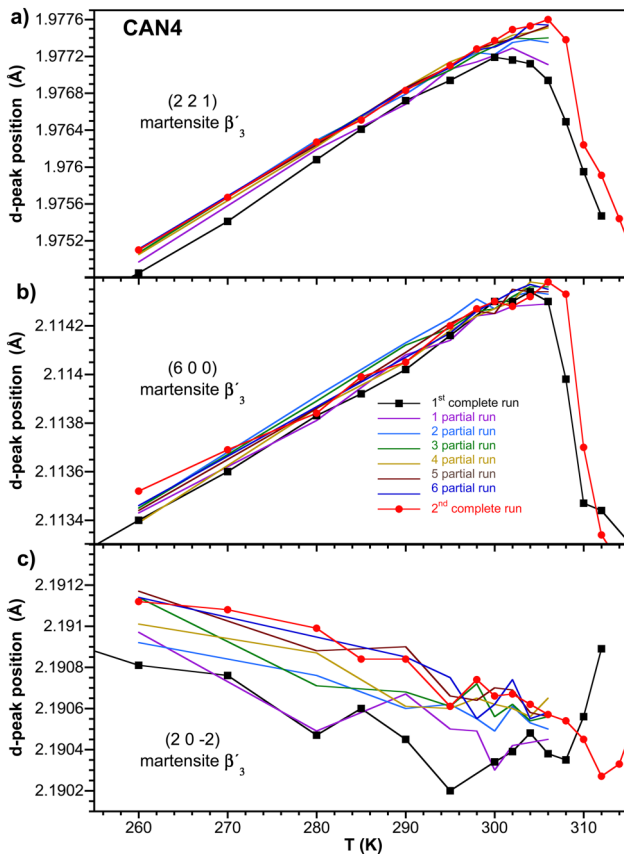 a)
CAN4
1.9776
1.9772
1.9768
1.9764
1.976
1.9756
1.9752
d-peak position (Å)
(2 2 1)
martensite β´₃
b)
2.1142
2.114
2.1138
2.1136
2.1134
d-peak position (Å)
(6 0 0)
martensite β´₃
1ˢᵗ complete run
1 partial run
2 partial run
3 partial run
4 partial run
5 partial run
6 partial run
2ⁿᵈ complete run
c)
2.1912
2.191
2.1908
2.1906
2.1904
2.1902
d-peak position (Å)
(2 0 -2)
martensite β´₃
260 270 280 290 300 310
T (K)